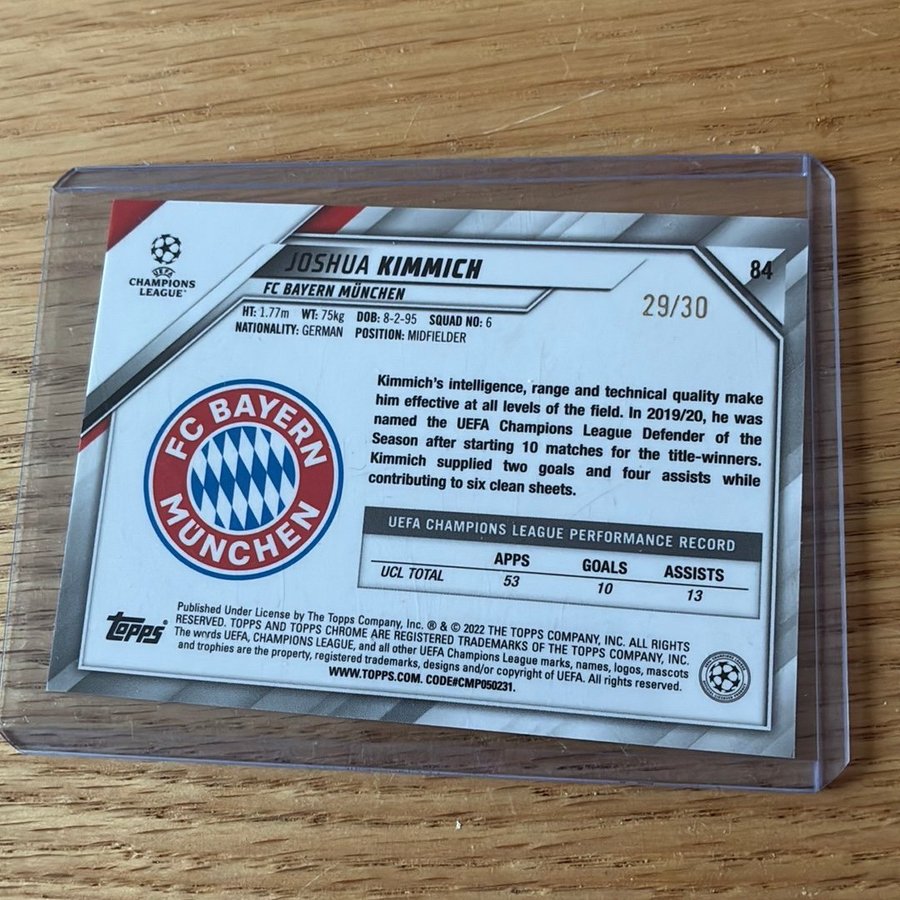 UEFA
CHAMPIONS
LEAGUE
JOSHUA KIMMICH
84
FC BAYERN MÜNCHEN
29/30
HT: 1.77m WT: 75kg DOB: 8-2-95 SQUAD NO: 6
NATIONALITY: GERMAN POSITION: MIDFIELDER
FC BAYERN
MÜNCHEN
Kimmich's intelligence, range and technical quality make
him effective at all levels of the field. In 2019/20, he was
named the UEFA Champions League Defender of the
Season after starting 10 matches for the title-winners.
Kimmich supplied two goals and four assists while
contributing to six clean sheets.
UEFA CHAMPIONS LEAGUE PERFORMANCE RECORD
APPS GOALS ASSISTS
UCL TOTAL 53 10 13
topps®
Published Under License by The Topps Company, Inc. ® & © 2022 THE TOPPS COMPANY, INC. ALL RIGHTS
RESERVED. TOPPS AND TOPPS CHROME ARE REGISTERED TRADEMARKS OF THE TOPPS COMPANY, INC.
The words UEFA, CHAMPIONS LEAGUE, and all other UEFA Champions League marks, names, logos, mascots
and trophies are the property, registered trademarks, designs and/or copyright of UEFA. All rights reserved.
WWW.TOPPS.COM. CODE#CMP050231.